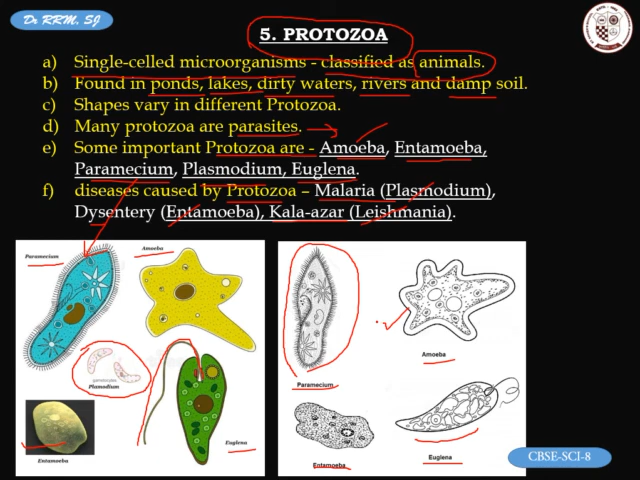 Dr RRM, SJ
5. PROTOZOA
a) Single-celled microorganisms - classified as animals.
b) Found in ponds, lakes, dirty waters, rivers and damp soil.
c) Shapes vary in different Protozoa.
d) Many protozoa are parasites.
e) Some important Protozoa are - Amoeba, Entamoeba,
Paramecium, Plasmodium, Euglena.
f) diseases caused by Protozoa – Malaria (Plasmodium),
Dysentery (Entamoeba), Kala-azar (Leishmania).
Paramecium
Amoeba
gametocytes
Plamodium
Entamoeba
Euglena
Paramecium
Amoeba
Entamoeba
Euglena
CBSE-SCI-8